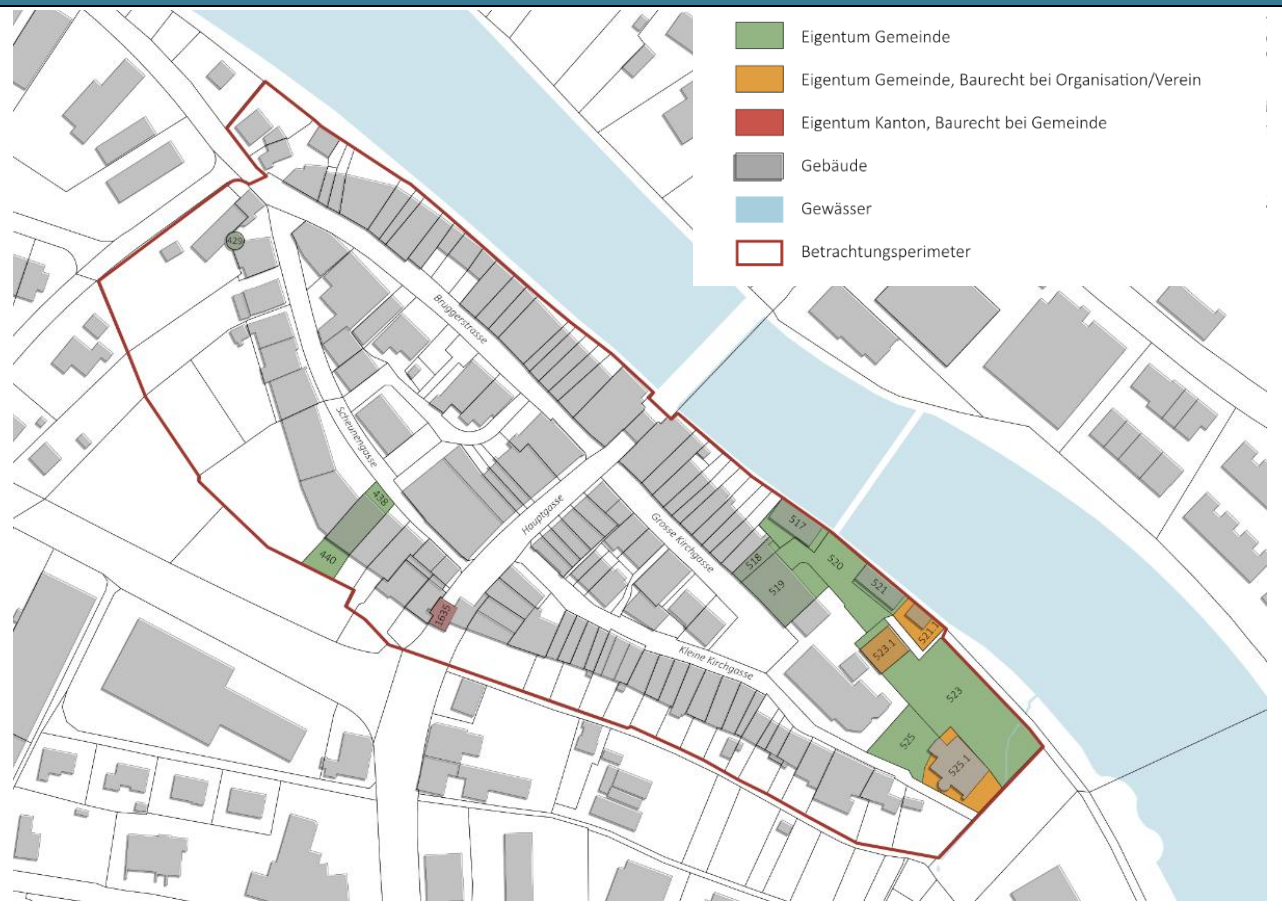 Eigentum Gemeinde
Eigentum Gemeinde, Baurecht bei Organisation/Verein
Eigentum Kanton, Baurecht bei Gemeinde
Gebäude
Gewässer
Betrachtungsperimeter
429
Bruggerstrasse
Scheunengasse
438
440
Hauptgasse
1635
Grosse Kirchgasse
Kleine Kirchgasse
517
518
519
520
521
521.1
523.1
523
525
525.1